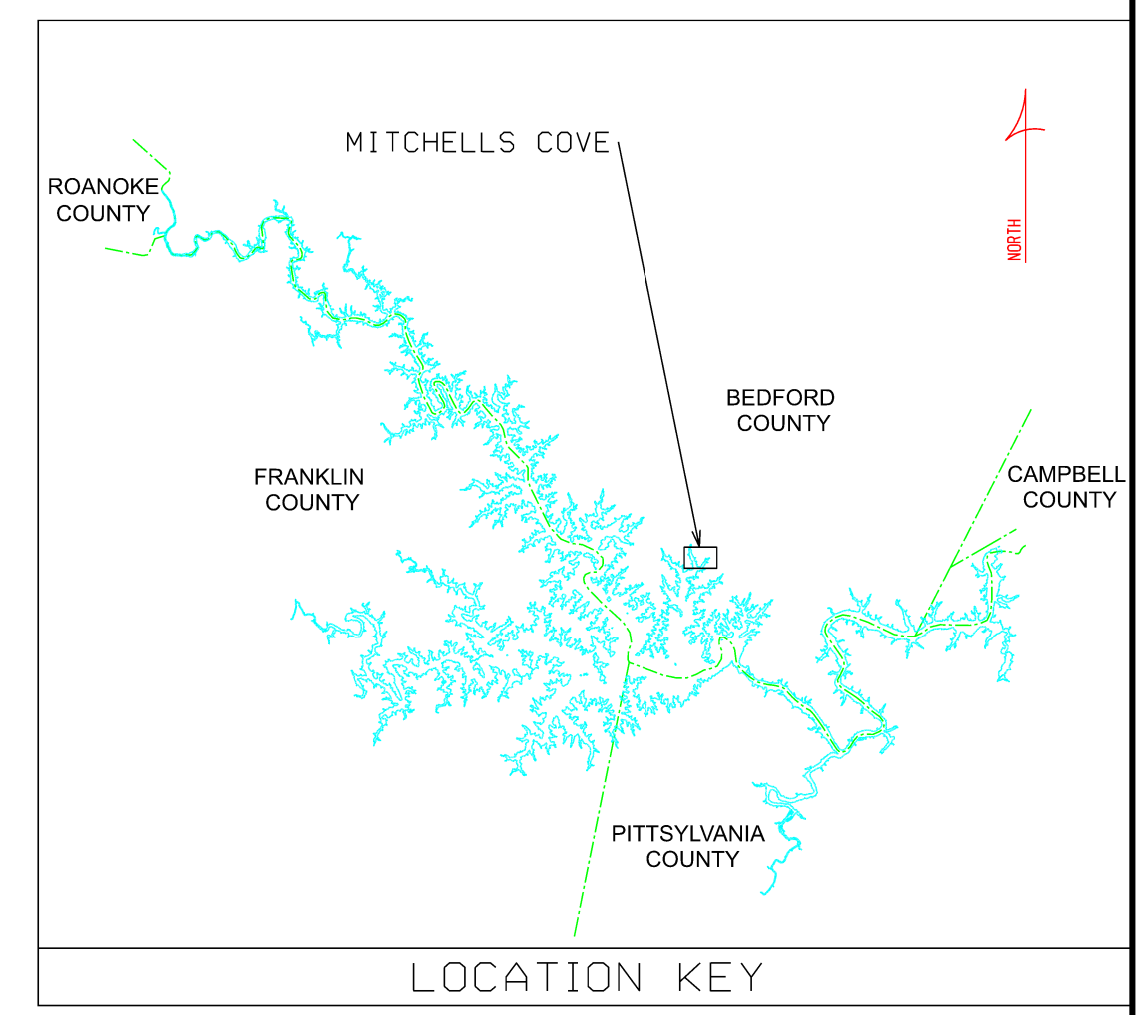 MITCHELLS COVE
ROANOKE
COUNTY
NORTH
BEDFORD
COUNTY
FRANKLIN
COUNTY
CAMPBELL
COUNTY
PITTSYLVANIA
COUNTY
LOCATION KEY